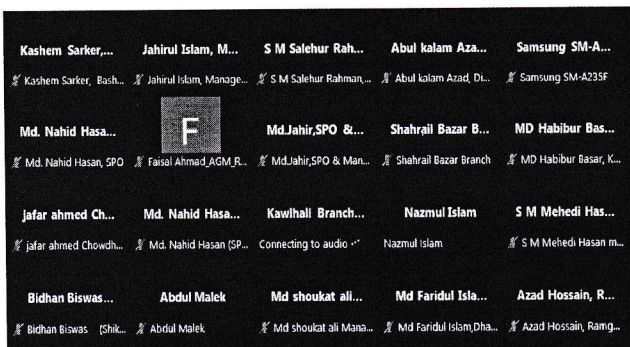 Kashem Sarker,... Jahirul Islam, M... S M Salehur Rah... Abul kalam Aza... Samsung SM-A...
Kashem Sarker, Bash... Jahirul Islam, Manage... S M Salehur Rahman,... Abul kalam Azad, Di... Samsung SM-A235F
Md. Nahid Hasa... F Md.Jahir,SPO &... Shahrail Bazar B... MD Habibur Bas...
Md. Nahid Hasan, SPO Faisal Ahmad_AGM_R... Md.Jahir,SPO & Man... Shahrail Bazar Branch MD Habibur Basar, K...
jafar ahmed Ch... Md. Nahid Hasa... Kawlhali Branch... Nazmul Islam S M Mehedi Has...
jafar ahmed Chowdh... Md. Nahid Hasan (SP... Connecting to audio ... Nazmul Islam S M Mehedi Hasan m...
Bidhan Biswas... Abdul Malek Md shoukat ali... Md Faridul Isla... Azad Hossain, R...
Bidhan Biswas (Shik... Abdul Malek Md shoukat ali Mana... Md Faridul Islam,Dha... Azad Hossain, Ramg...